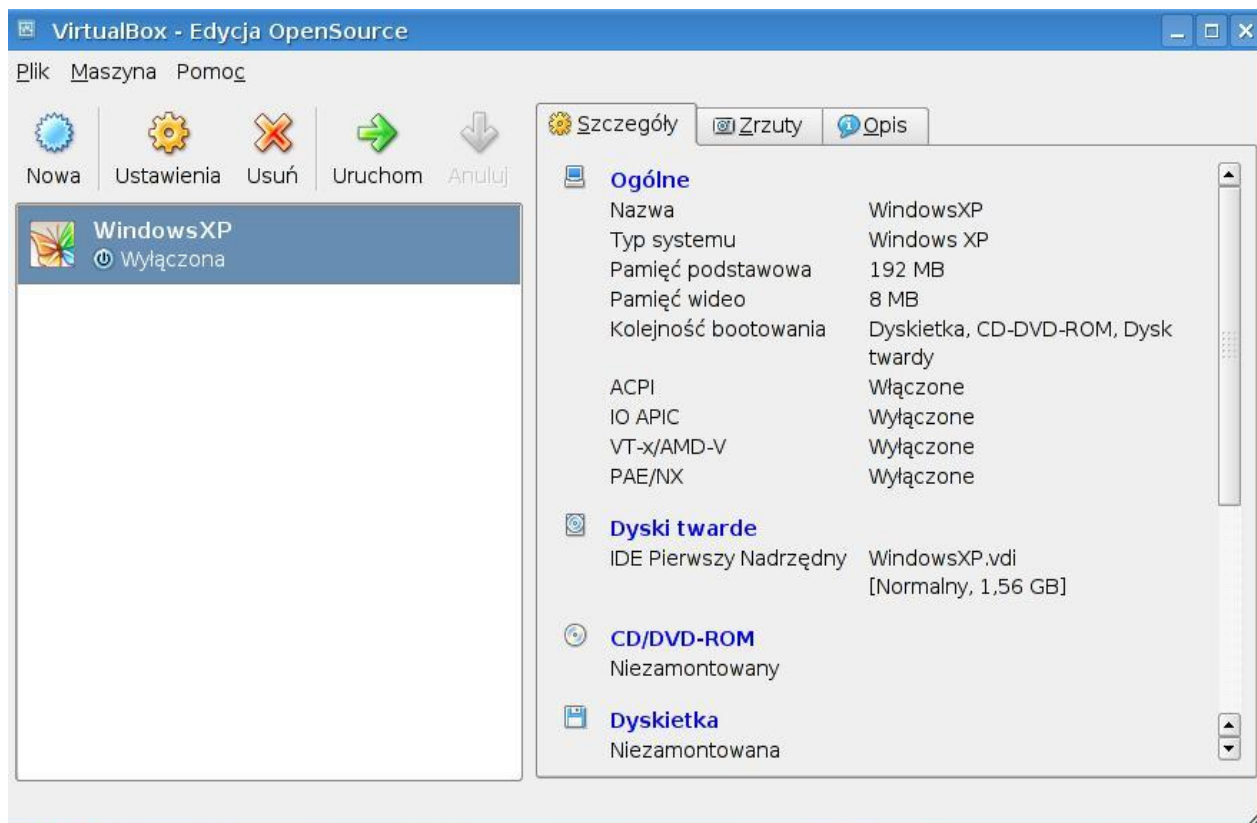 VirtualBox - Edycja OpenSource
Plik Maszyna Pomoc
Nowa Ustawienia Usuń Uruchom Anuluj
WindowsXP
Wyłączona
Szczegóły Zrzuty Opis
Ogólne
Nazwa WindowsXP
Typ systemu Windows XP
Pamięć podstawowa 192 MB
Pamięć wideo 8 MB
Kolejność bootowania Dyskietka, CD-DVD-ROM, Dysk
twardy
ACPI Włączone
IO APIC Wyłączone
VT-x/AMD-V Wyłączone
PAE/NX Wyłączone
Dyski twarde
IDE Pierwszy Nadrzędny WindowsXP.vdi
[Normalny, 1,56 GB]
CD/DVD-ROM
Niezamontowany
Dyskietka
Niezamontowana